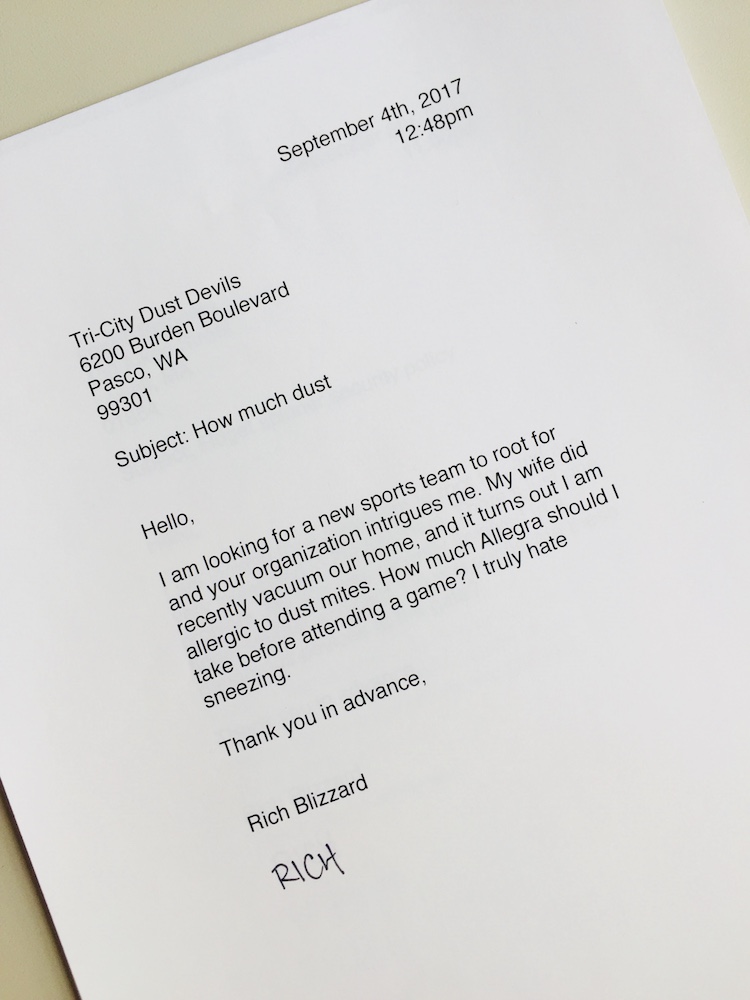 September 4th, 2017
12:48pm
Tri-City Dust Devils
6200 Burden Boulevard
Pasco, WA
99301
Subject: How much dust
Hello,
I am looking for a new sports team to root for
and your organization intrigues me. My wife did
recently vacuum our home, and it turns out I am
allergic to dust mites. How much Allegra should I
take before attending a game? I truly hate
sneezing.
Thank you in advance,
Rich Blizzard
RICH